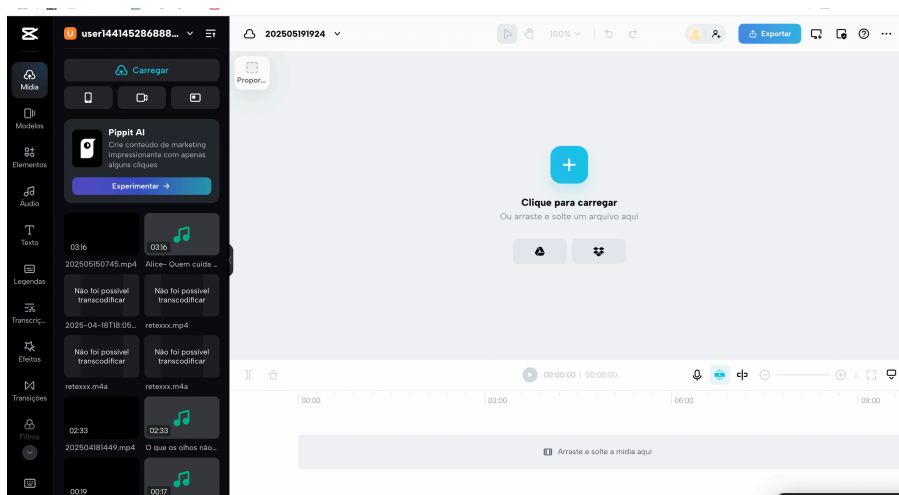 U user144145286888...
202505191924
100%
Exportar
Carregar
Mídia
Modelos
Elementos
Áudio
Texto
Legendas
Transcriç...
Efeitos
Transições
Filtros
Pippit AI
Crie conteúdo de marketing
impressionante com apenas
alguns cliques
Experimentar →
03:16
03:16
202505150745.mp4 Alice- Quem cuida ...
Não foi possível
transcodificar
Não foi possível
transcodificar
2025-04-18T18:05... retexxx.mp4
Não foi possível
transcodificar
Não foi possível
transcodificar
retexxx.m4a retexxx.m4a
02:33
02:33
202504181449.mp4 O que os olhos não...
00:19
00:17
Propor...
Clique para carregar
Ou arraste e solte um arquivo aqui
00:00:00 | 00:00:00
00:00 03:00 06:00 09:00
Arraste e solte a mídia aqui